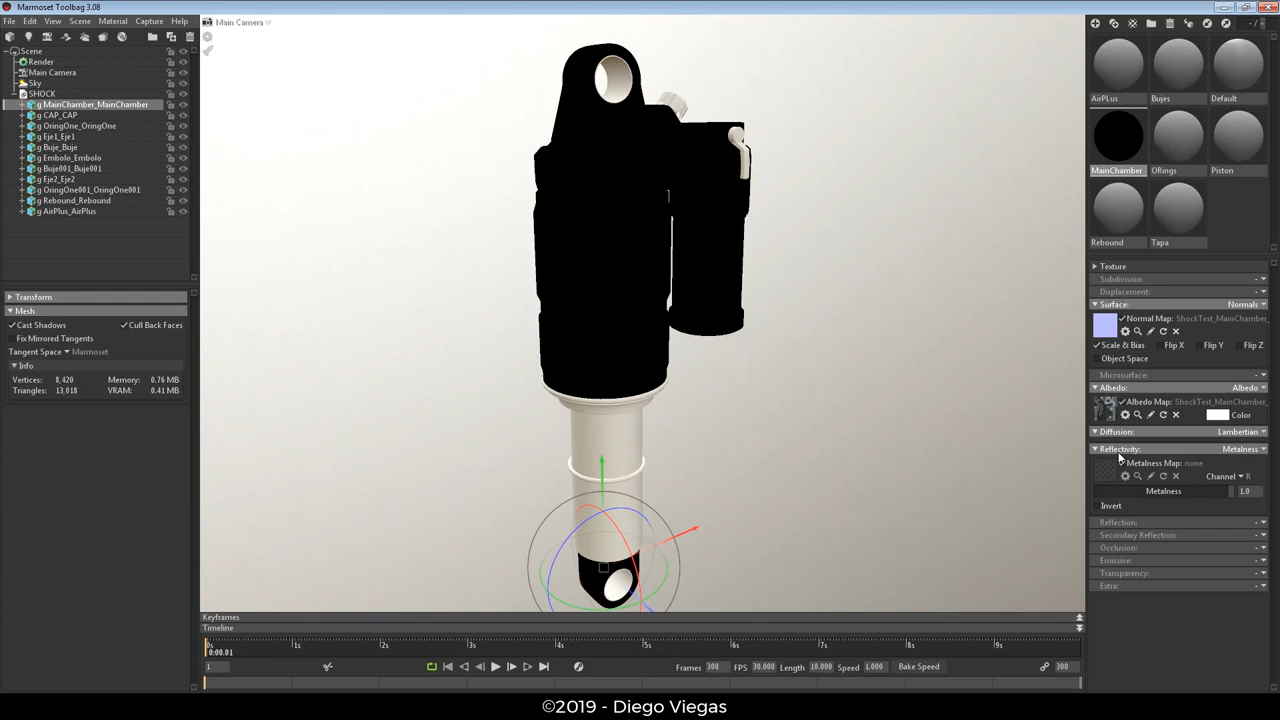 Marmoset Toolbag 3.08
File Edit View Scene Material Capture Help
Main Camera
Scene
Render
Main Camera
Sky
SHOCK
g MainChamber_MainChamber
g CAP_CAP
g OringOne_OringOne
g Eje1_Eje1
g Buje_Buje
g Embolo_Embolo
g Buje001_Buje001
g Eje2_Eje2
g OringOne001_OringOne001
g Rebound_Rebound
g AirPlus_AirPlus
Transform
Mesh
Cast Shadows Cull Back Faces
Fix Mirrored Tangents
Tangent Space Marmoset
Info
Vertices: 8,420 Memory: 0.76 MB
Triangles: 13,018 VRAM: 0.41 MB
AirPLus Bujes Default
MainChamber ORings Piston
Rebound Tapa
Texture
Subdivision: -
Displacement: -
Surface: Normals
Normal Map: ShockTest_MainChamber_
Scale & Bias Flip X Flip Y Flip Z
Object Space
Microsurface: -
Albedo: Albedo
Albedo Map: ShockTest_MainChamber_
Color
Diffusion: Lambertian
Reflectivity: Metalness
Metalness Map: none
Channel R
Metalness 1.0
Invert
Reflection: -
Secondary Reflection: -
Occlusion: -
Emissive: -
Transparency: -
Extra: -
Keyframes
Timeline
0s 1s 2s 3s 4s 5s 6s 7s 8s 9s
0:00.01
1 Frames 300 FPS 30.000 Length 10.000 Speed 1.000 Bake Speed 300
©2019 - Diego Viegas